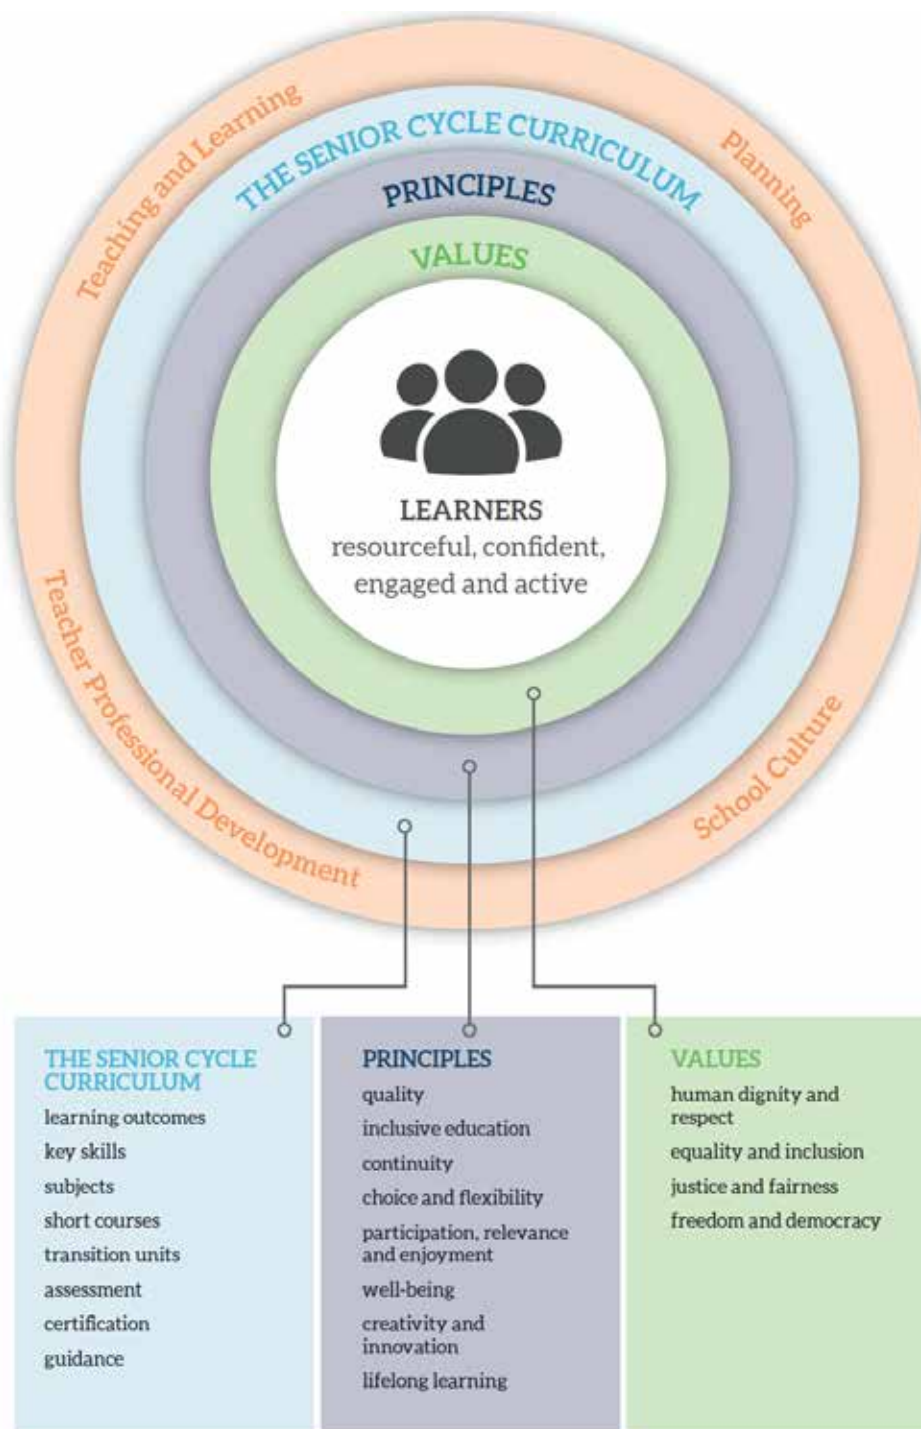 Teaching and Learning
Planning
THE SENIOR CYCLE CURRICULUM
PRINCIPLES
VALUES
LEARNERS
resourceful, confident,
engaged and active
Teacher Professional Development
School Culture
THE SENIOR CYCLE
CURRICULUM
learning outcomes
key skills
subjects
short courses
transition units
assessment
certification
guidance
PRINCIPLES
quality
inclusive education
continuity
choice and flexibility
participation, relevance
and enjoyment
well-being
creativity and
innovation
lifelong learning
VALUES
human dignity and
respect
equality and inclusion
justice and fairness
freedom and democracy